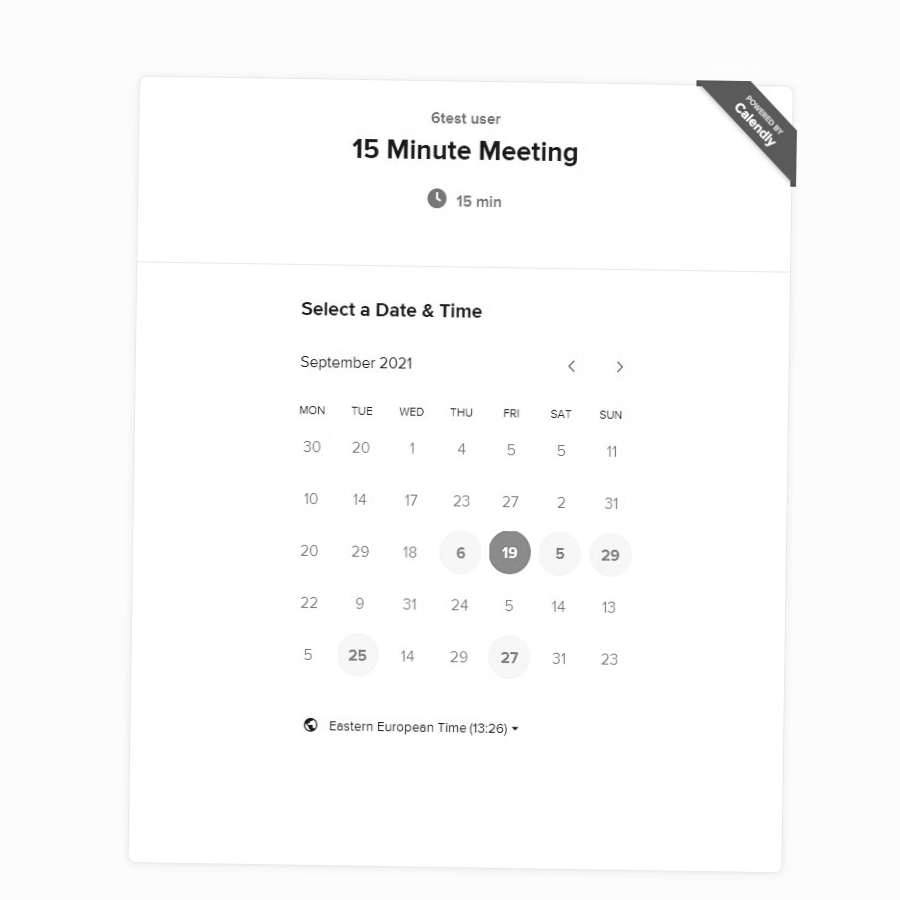 6test user
15 Minute Meeting
15 min
POWERED BY
Calendly
Select a Date & Time
September 2021
MON TUE WED THU FRI SAT SUN
30 20 1 4 5 5 11
10 14 17 23 27 2 31
20 29 18 6 19 5 29
22 9 31 24 5 14 13
5 25 14 29 27 31 23
Eastern European Time (13:26)